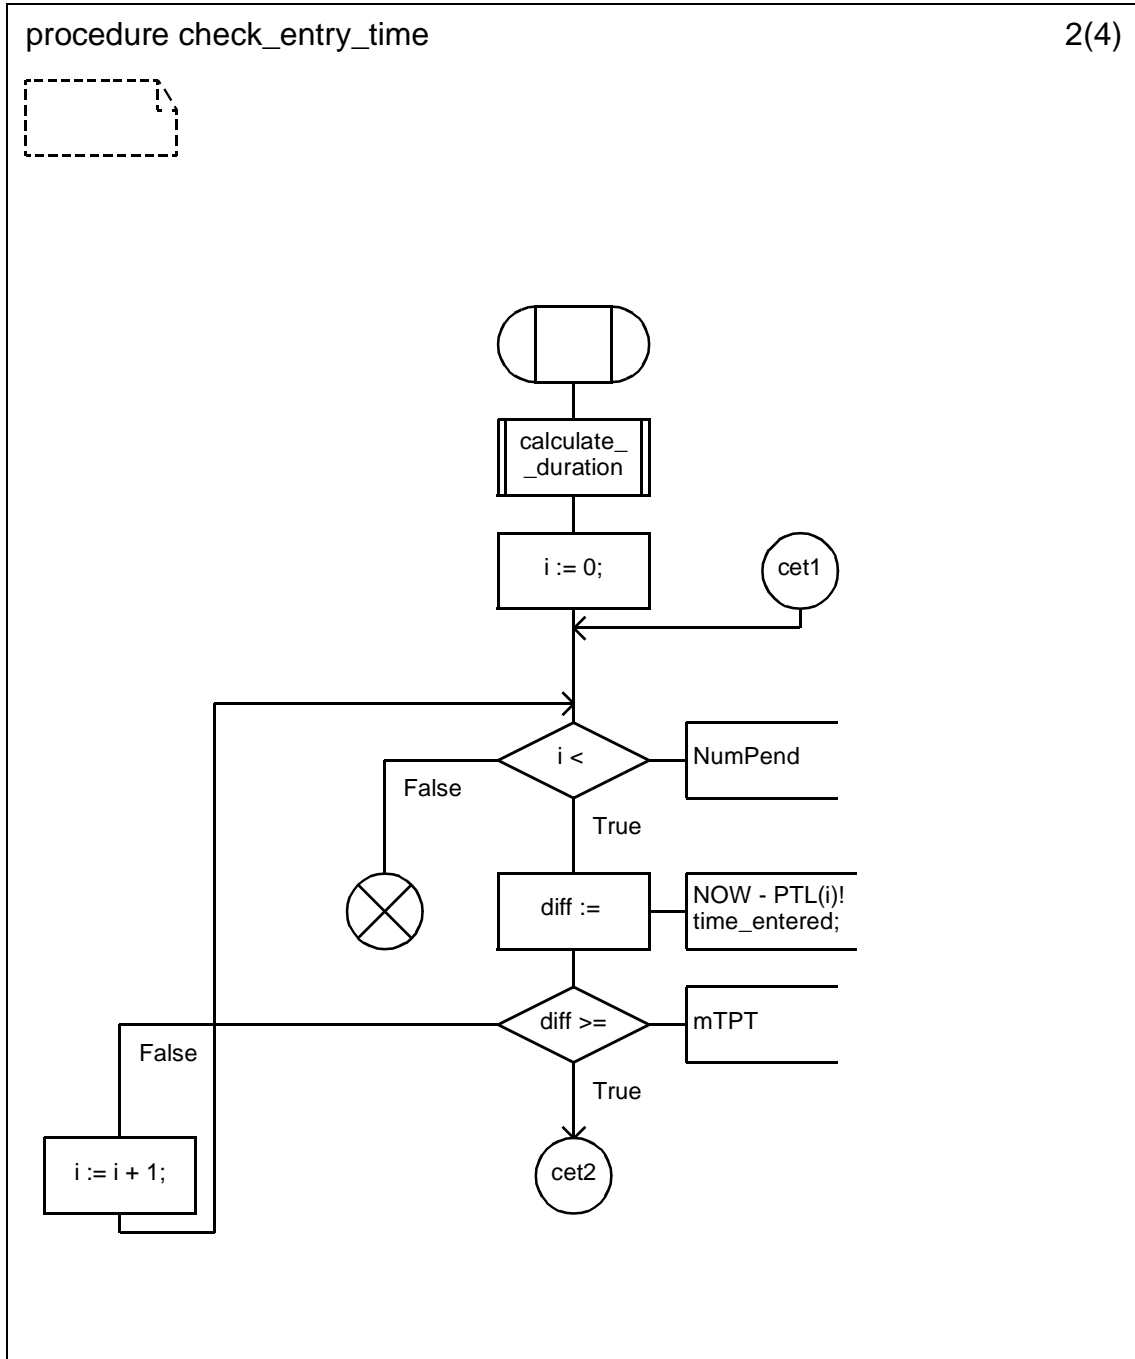 procedure check_entry_time
2(4)
calculate_
_duration
i := 0;
cet1
i <
NumPend
False
True
diff :=
NOW - PTL(i)!
time_entered;
diff >=
mTPT
False
True
i := i + 1;
cet2